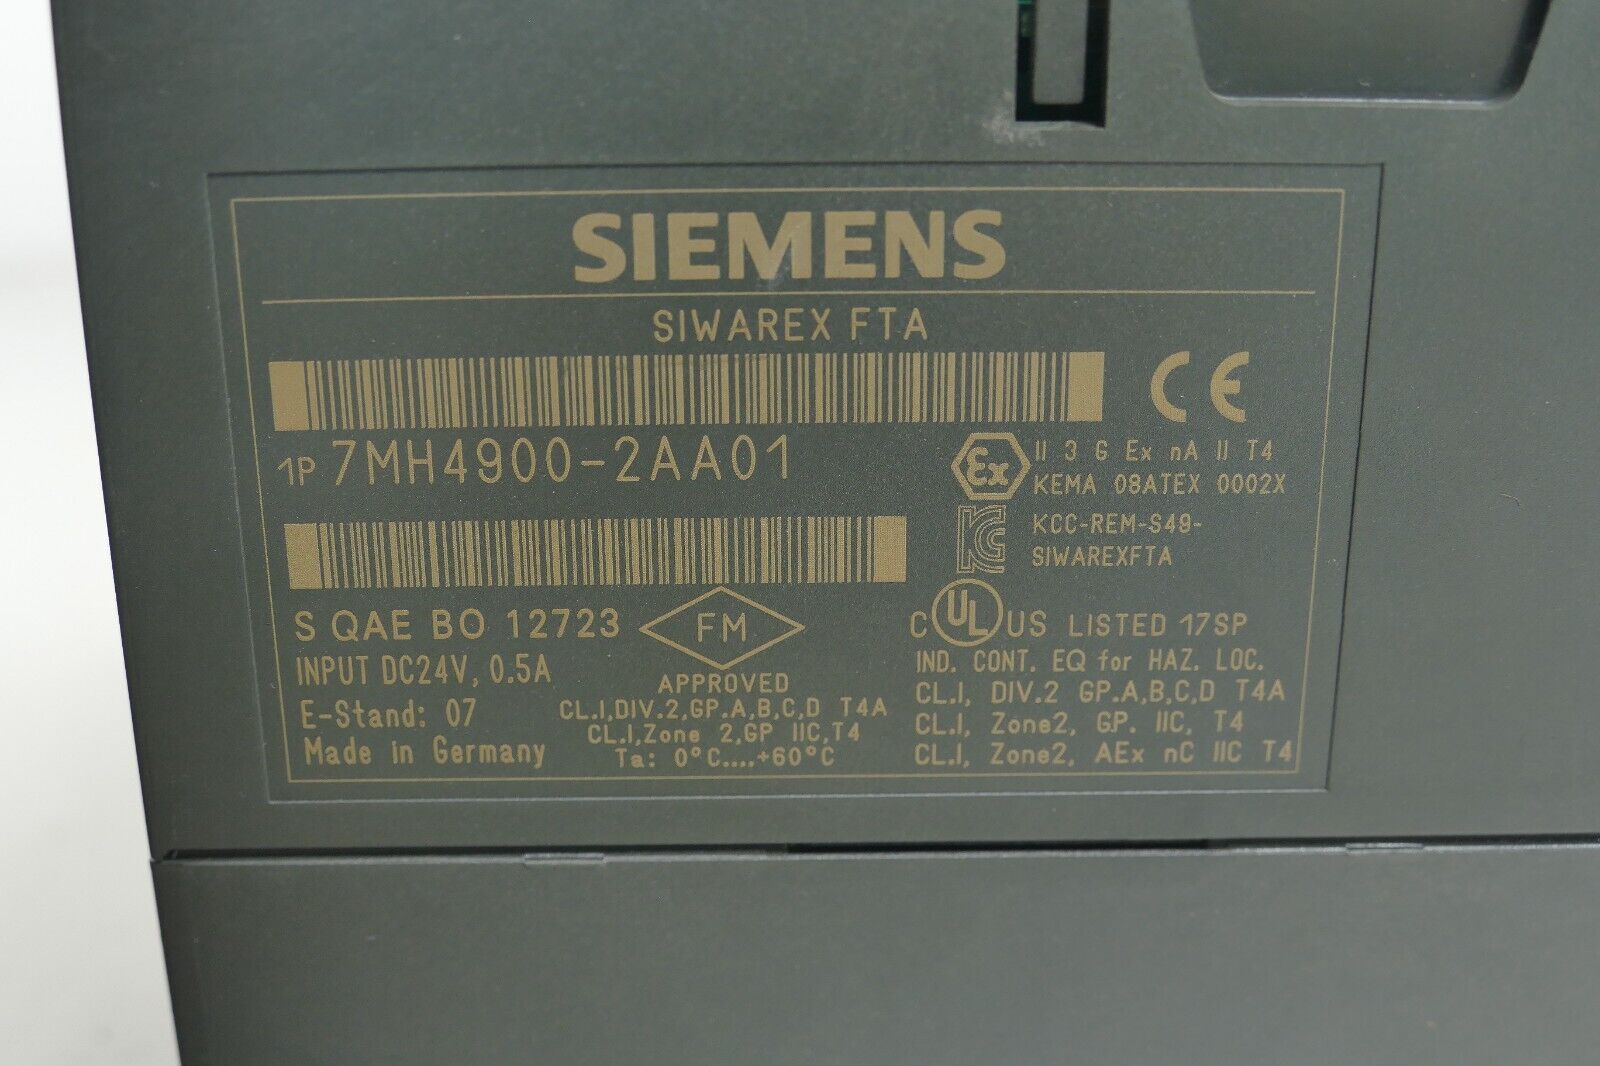 SIEMENS
SIWAREX FTA
CE
1P 7MH4900-2AA01
Ex II 3 G Ex nA II T4
KEMA 08ATEX 0002X
KCC-REM-S49-
SIWAREXFTA
S QAE BO 12723
FM
C UL US LISTED 17SP
INPUT DC24V, 0.5A
APPROVED
IND. CONT. EQ for HAZ. LOC.
E-Stand: 07
CL.I,DIV.2,GP.A,B,C,D T4A
CL.I, DIV.2 GP.A,B,C,D T4A
CL.I,Zone 2,GP IIC,T4
CL.I, Zone2, GP. IIC, T4
Made in Germany
Ta: 0°C....+60°C
CL.I, Zone2, AEx nC IIC T4